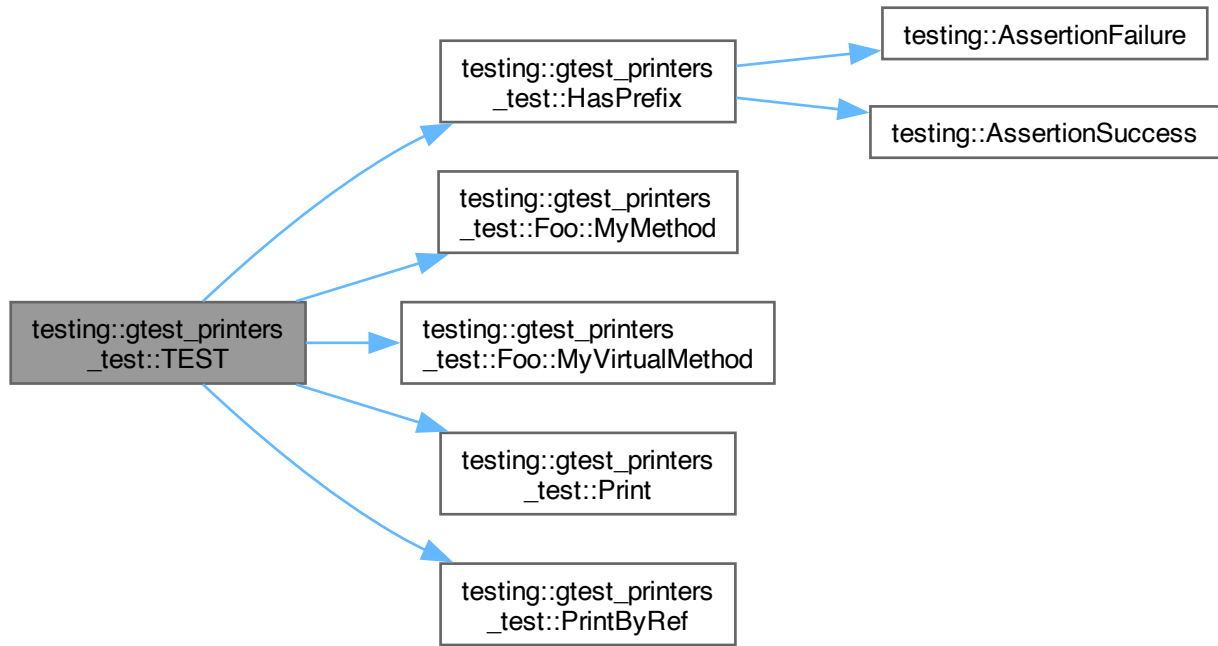 testing::gtest_printers
_test::TEST
testing::gtest_printers
_test::HasPrefix
testing::AssertionFailure
testing::AssertionSuccess
testing::gtest_printers
_test::Foo::MyMethod
testing::gtest_printers
_test::Foo::MyVirtualMethod
testing::gtest_printers
_test::Print
testing::gtest_printers
_test::PrintByRef